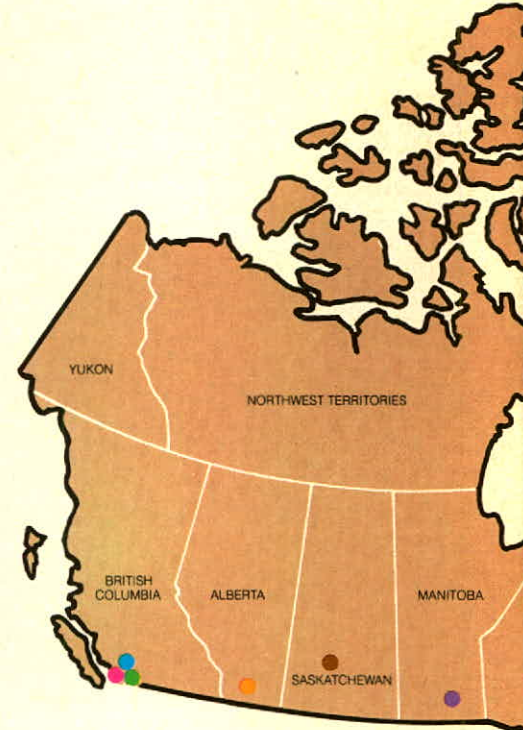 YUKON
NORTHWEST TERRITORIES
BRITISH
COLUMBIA
ALBERTA
MANITOBA
SASKATCHEWAN